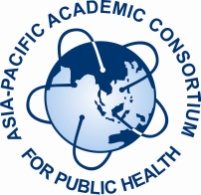 ASIA-PACIFIC ACADEMIC CONSORTIUM
FOR PUBLIC HEALTH